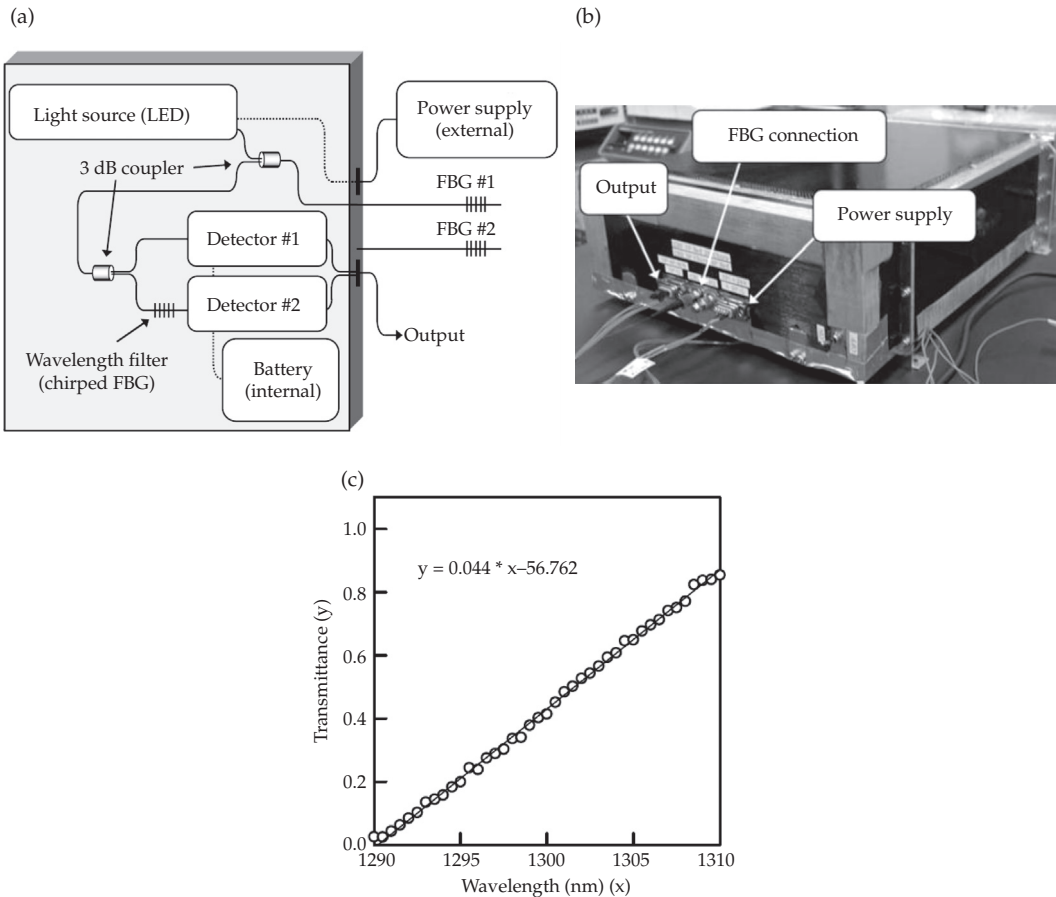 (a)
Light source (LED)
Power supply
(external)
3 dB coupler
FBG #1
FBG #2
Detector #1
Detector #2
Output
Wavelength filter
(chirped FBG)
Battery
(internal)
(b)
FBG connection
Output
Power supply
(c)
y = 0.044 * x–56.762
Transmittance (y)
1.0
0.8
0.6
0.4
0.2
0.0
1290
1295
1300
1305
1310
Wavelength (nm) (x)